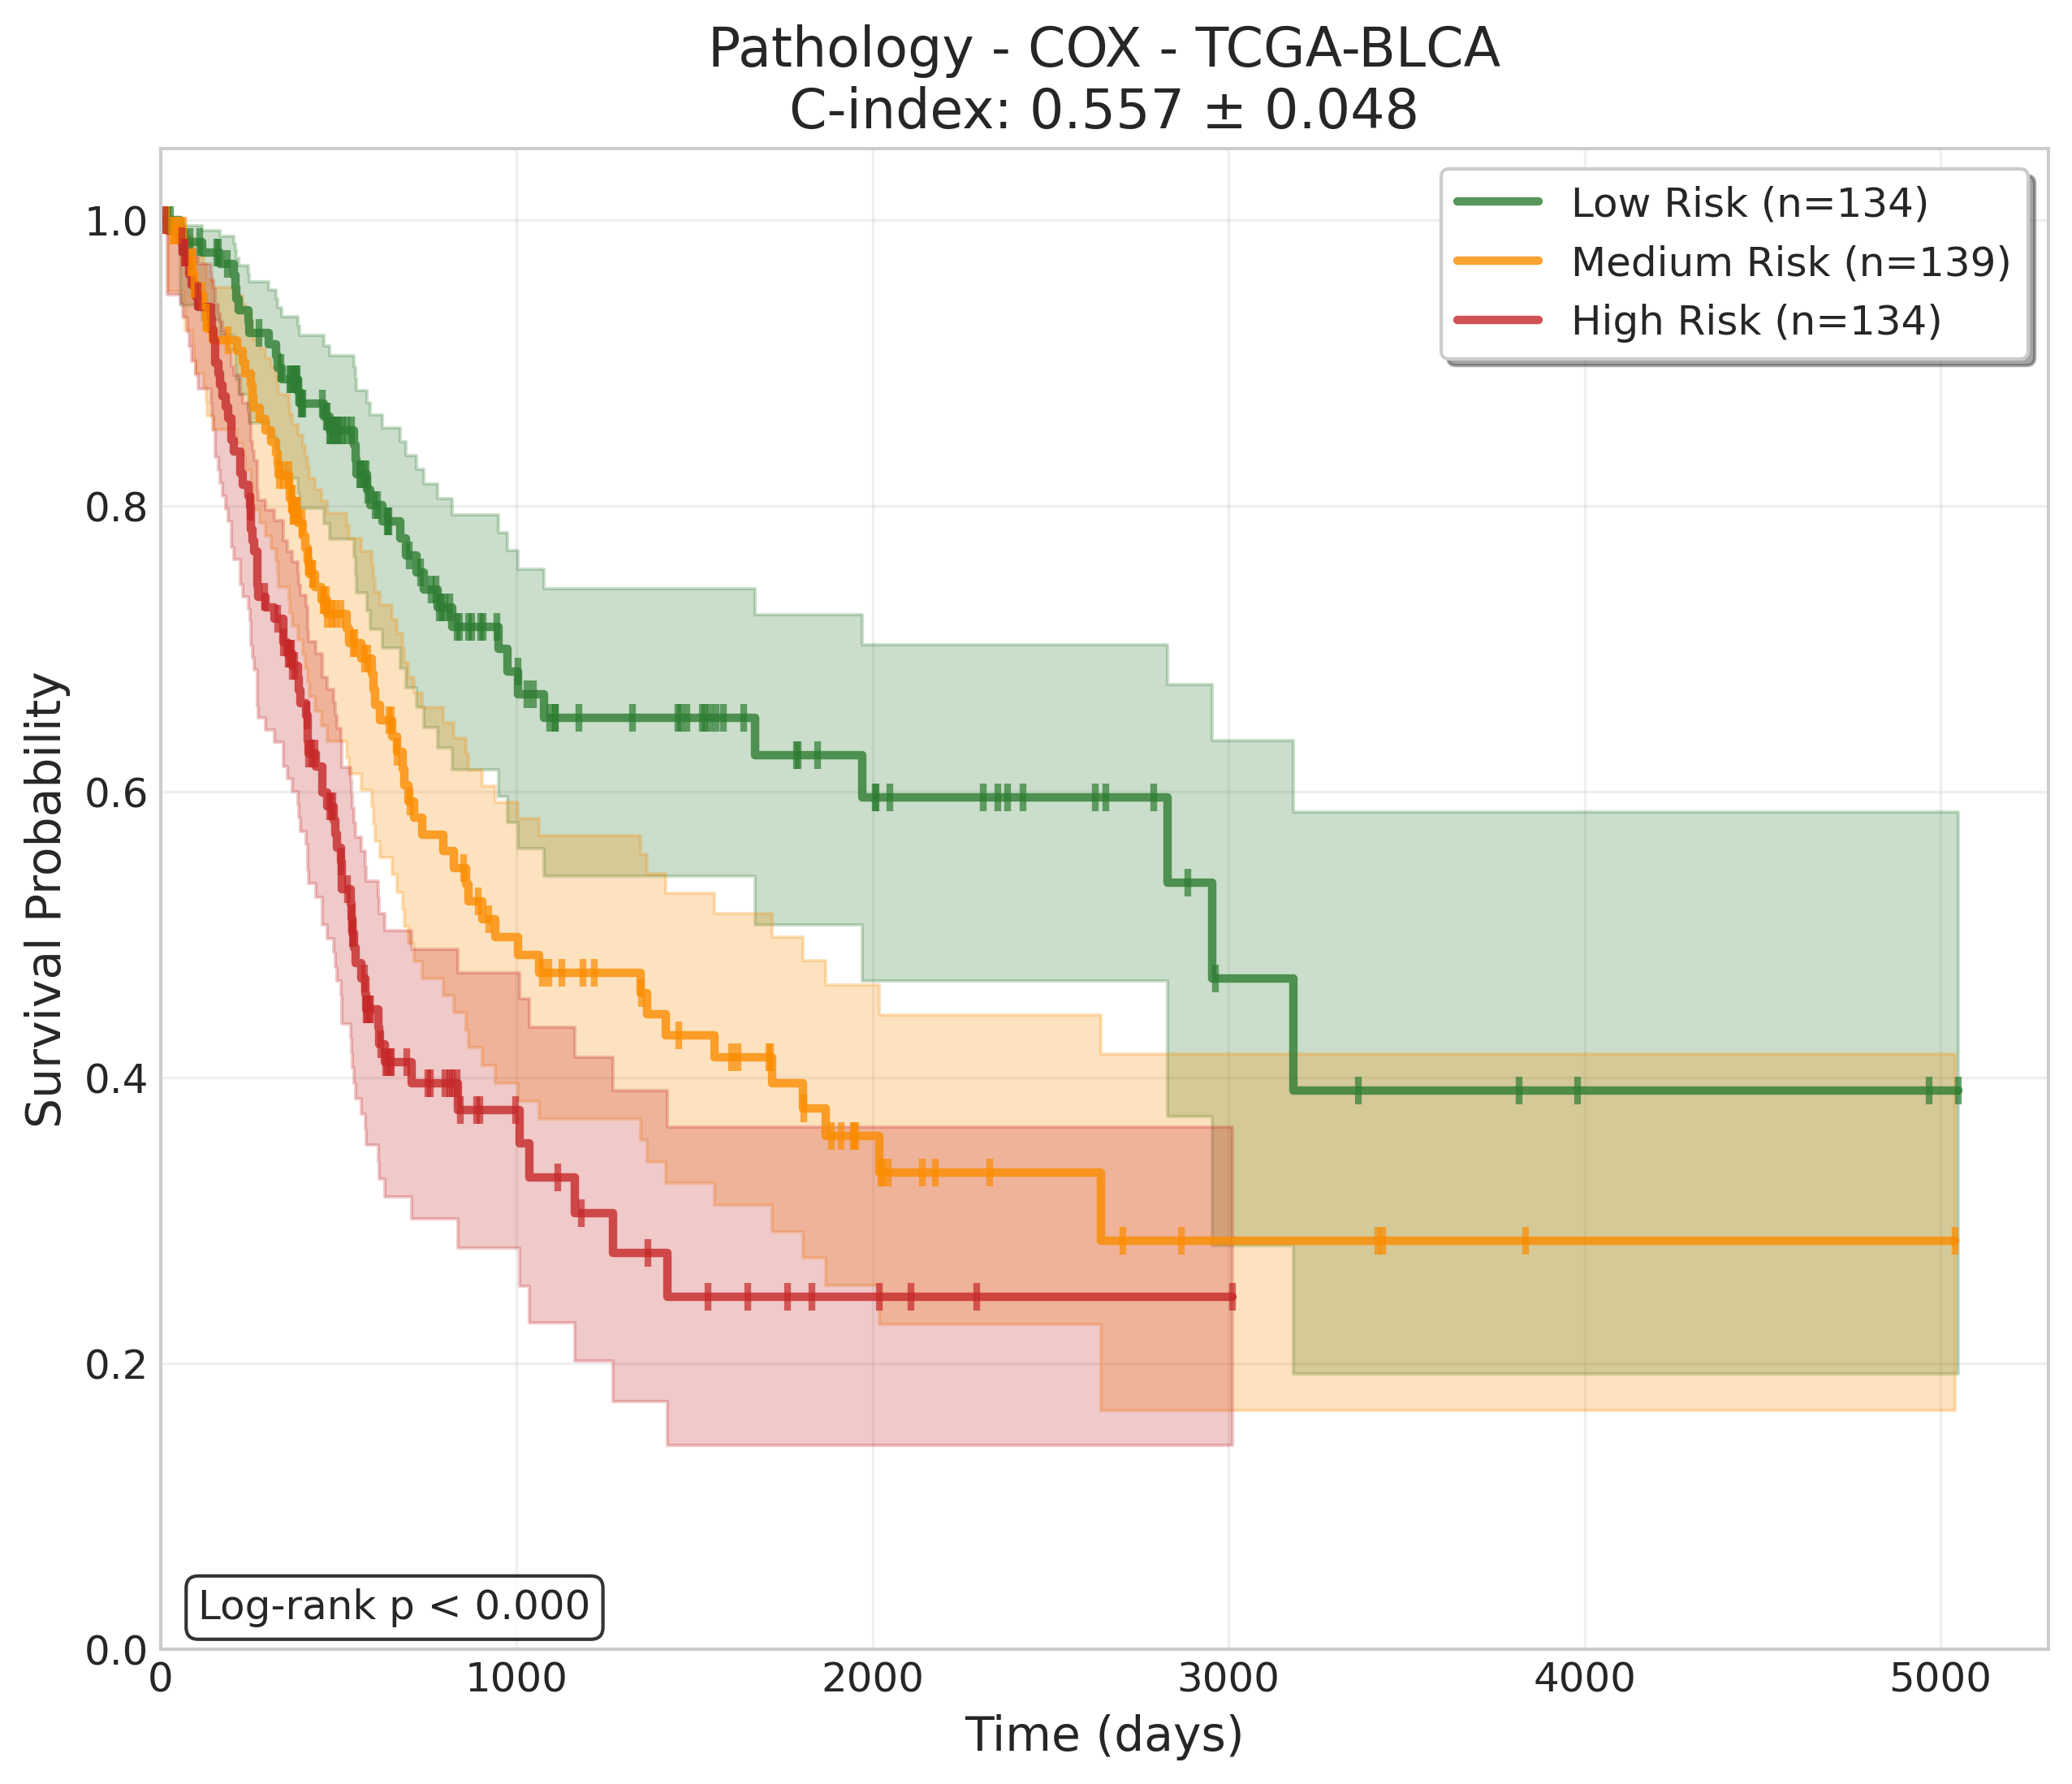 Pathology - COX - TCGA-BLCA
C-index: 0.557 ± 0.048
Low Risk (n=134)
Medium Risk (n=139)
High Risk (n=134)
Survival Probability
1.0
0.8
0.6
0.4
0.2
0.0
Log-rank p < 0.000
0 1000 2000 3000 4000 5000
Time (days)